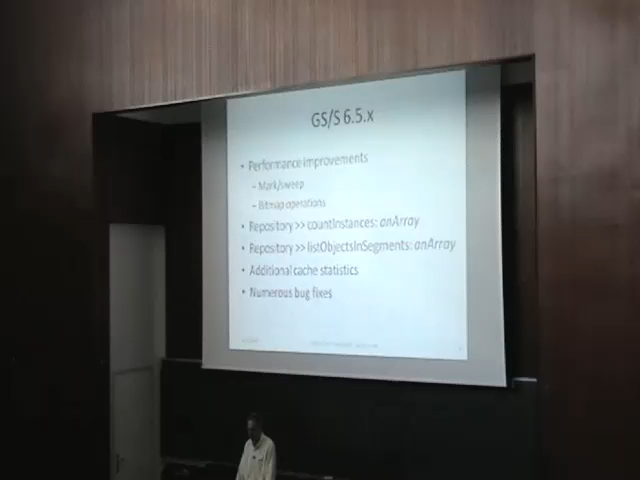 GS/S 6.5.x
• Performance improvements
– Mark/sweep
– Bitmap operations
• Repository >> countInstances: anArray
• Repository >> listObjectsInSegments: anArray
• Additional cache statistics
• Numerous bug fixes